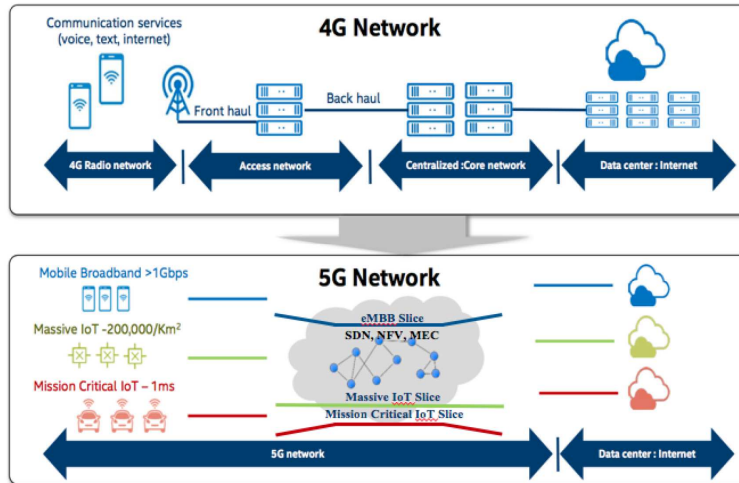 4G Network
Communication services
(voice, text, internet)
Front haul
Back haul
4G Radio network
Access network
Centralized :Core network
Data center : Internet
5G Network
Mobile Broadband >1Gbps
eMBB Slice
SDN, NFV, MEC
Massive IoT -200,000/Km²
Massive IoT Slice
Mission Critical IoT – 1ms
Mission Critical IoT Slice
5G network
Data center : Internet